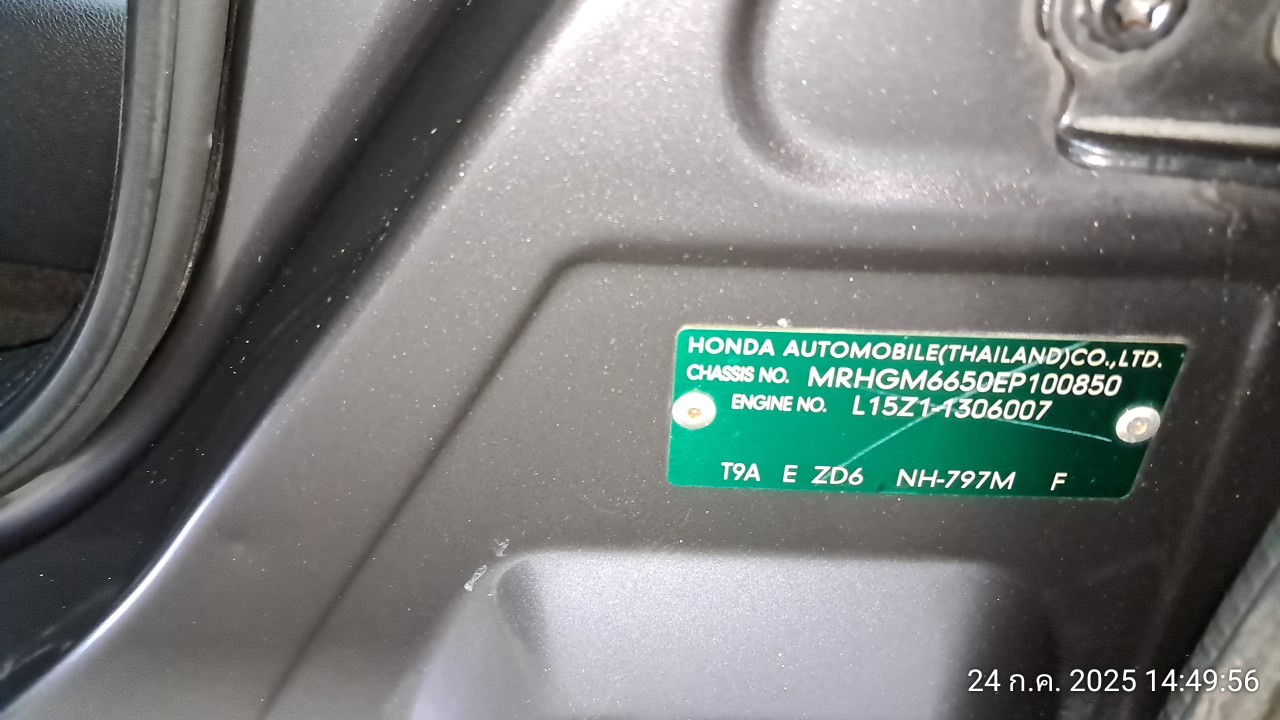 HONDA AUTOMOBILE(THAILAND)CO.,LTD.
CHASSIS NO. MRHGM6650EP100850
ENGINE NO. L15Z1-1306007
T9A E ZD6 NH-797M F
24 ก.ค. 2025 14:49:56